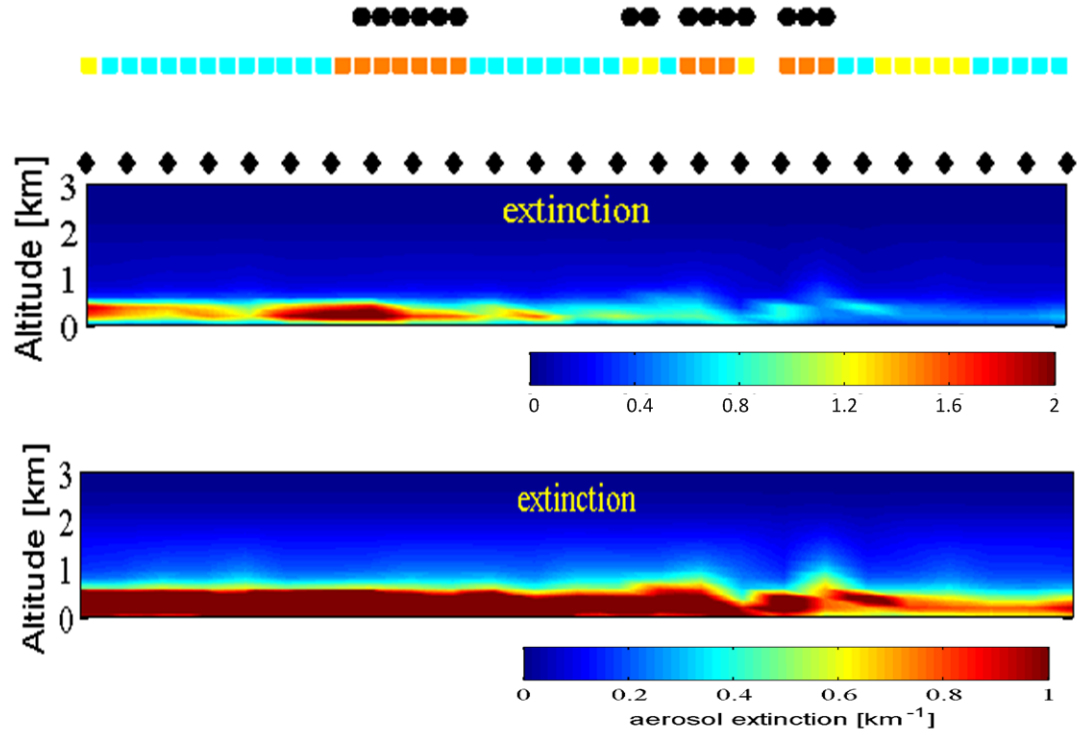 Altitude [km]
3
2
1
0
extinction
0 0.4 0.8 1.2 1.6 2
Altitude [km]
3
2
1
0
extinction
0 0.2 0.4 0.6 0.8 1
aerosol extinction [km⁻¹]